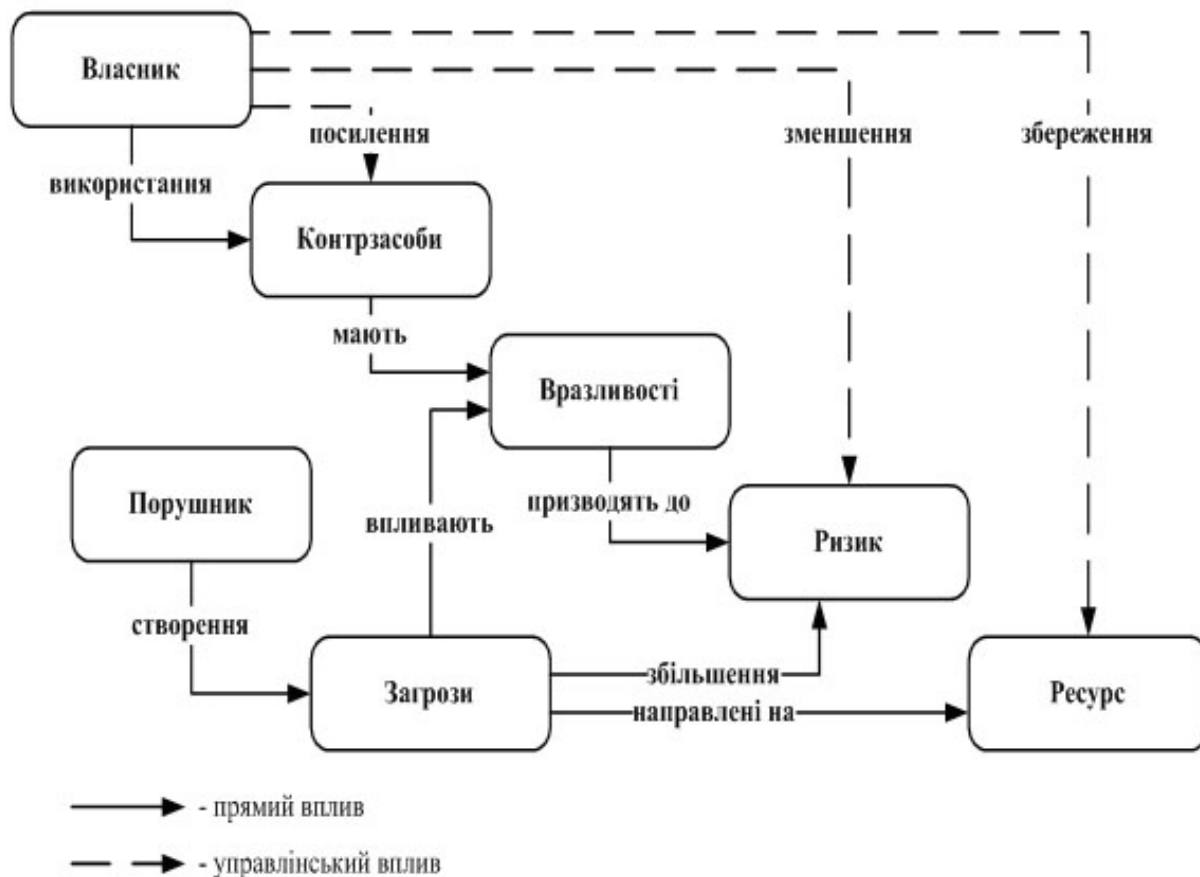 Власник
посилення
зменшення
збереження
використання
Контрзасоби
мають
Вразливості
Порушник
впливають
призводять до
Ризик
створення
Загрози
збільшення
направлені на
Ресурс
- прямий вплив
- управлінський вплив